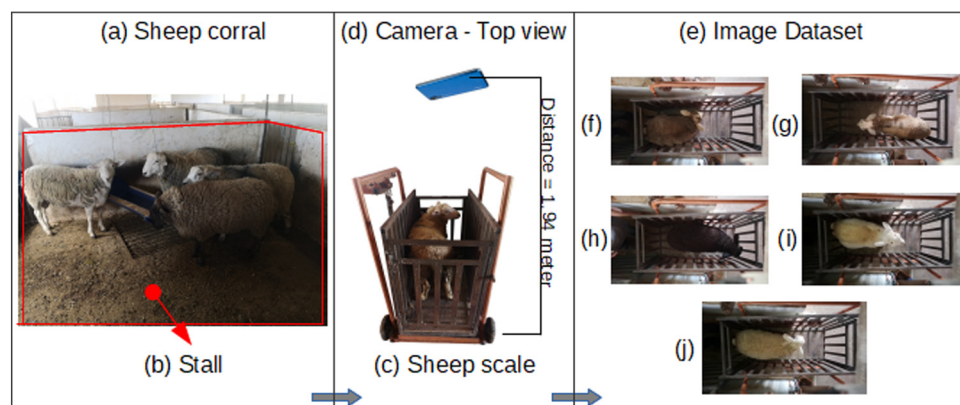 (a) Sheep corral
(b) Stall
(d) Camera - Top view
Distance = 1.94 meter
(c) Sheep scale
(e) Image Dataset
(f)
(g)
(h)
(i)
(j)